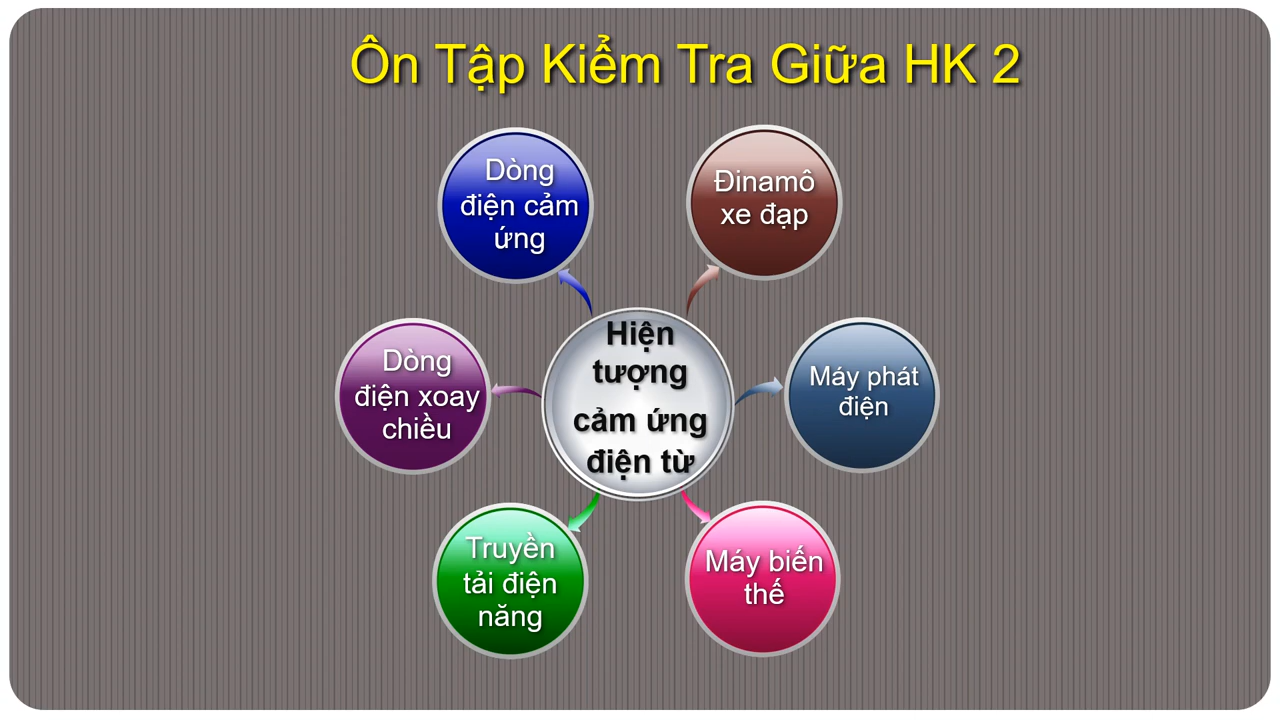 Ôn Tập Kiểm Tra Giữa HK 2
Dòng
điện cảm
ứng
Đinamô
xe đạp
Hiện
tượng
cảm ứng
điện từ
Dòng
điện xoay
chiều
Máy phát
điện
Truyền
tải điện
năng
Máy biến
thế